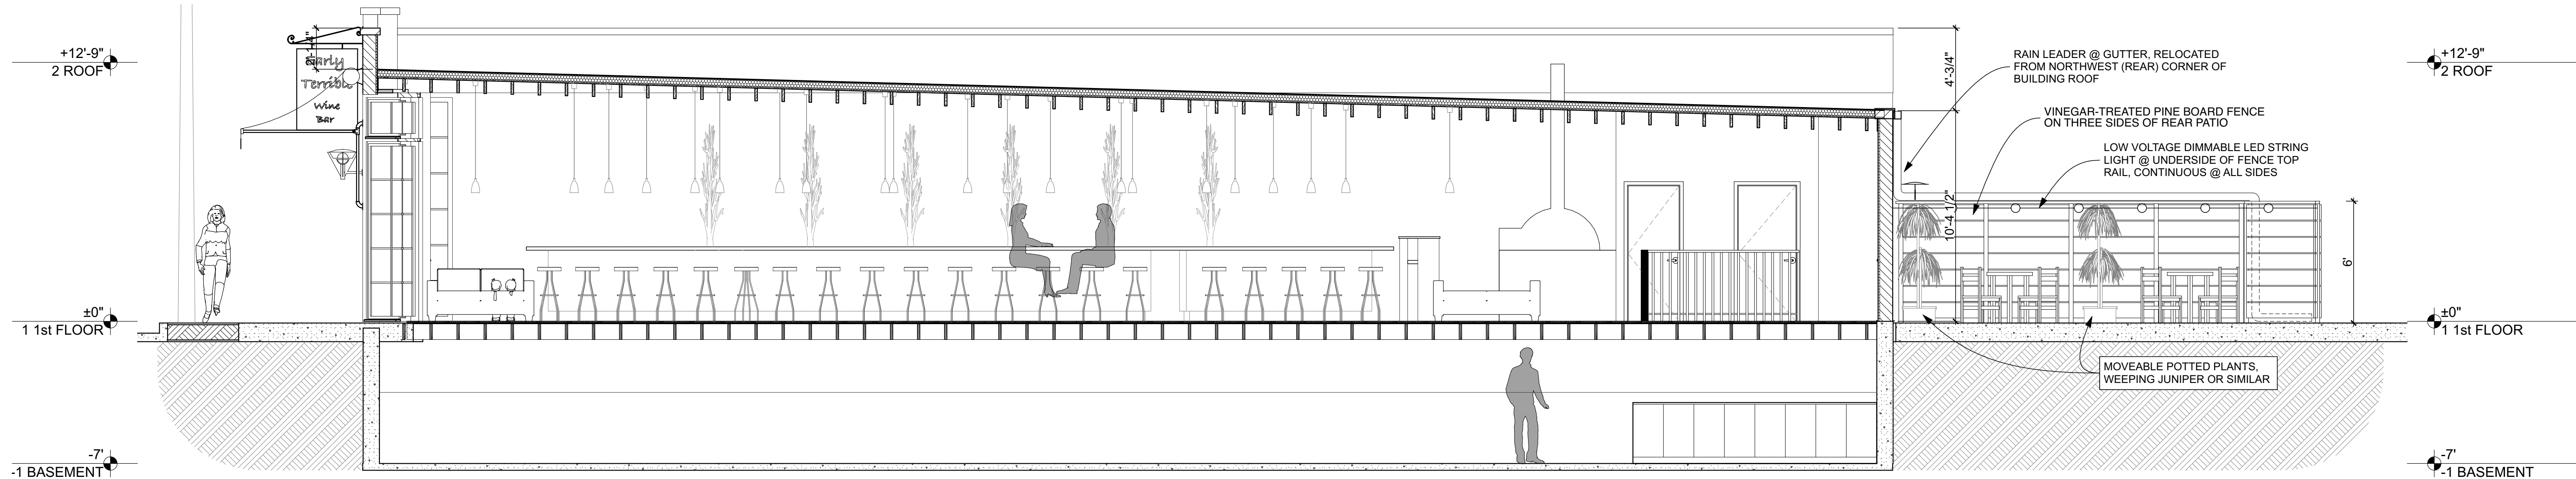 +12'-9"
2 ROOF
±0"
1 1st FLOOR
-7'
-1 BASEMENT
Early
Terrible
Wine
Bar
4'-3/4"
10'-4 1/2"
RAIN LEADER @ GUTTER, RELOCATED
FROM NORTHWEST (REAR) CORNER OF
BUILDING ROOF
VINEGAR-TREATED PINE BOARD FENCE
ON THREE SIDES OF REAR PATIO
LOW VOLTAGE DIMMABLE LED STRING
LIGHT @ UNDERSIDE OF FENCE TOP
RAIL, CONTINUOUS @ ALL SIDES
6'
MOVEABLE POTTED PLANTS,
WEEPING JUNIPER OR SIMILAR
+12'-9"
2 ROOF
±0"
1 1st FLOOR
-7'
-1 BASEMENT